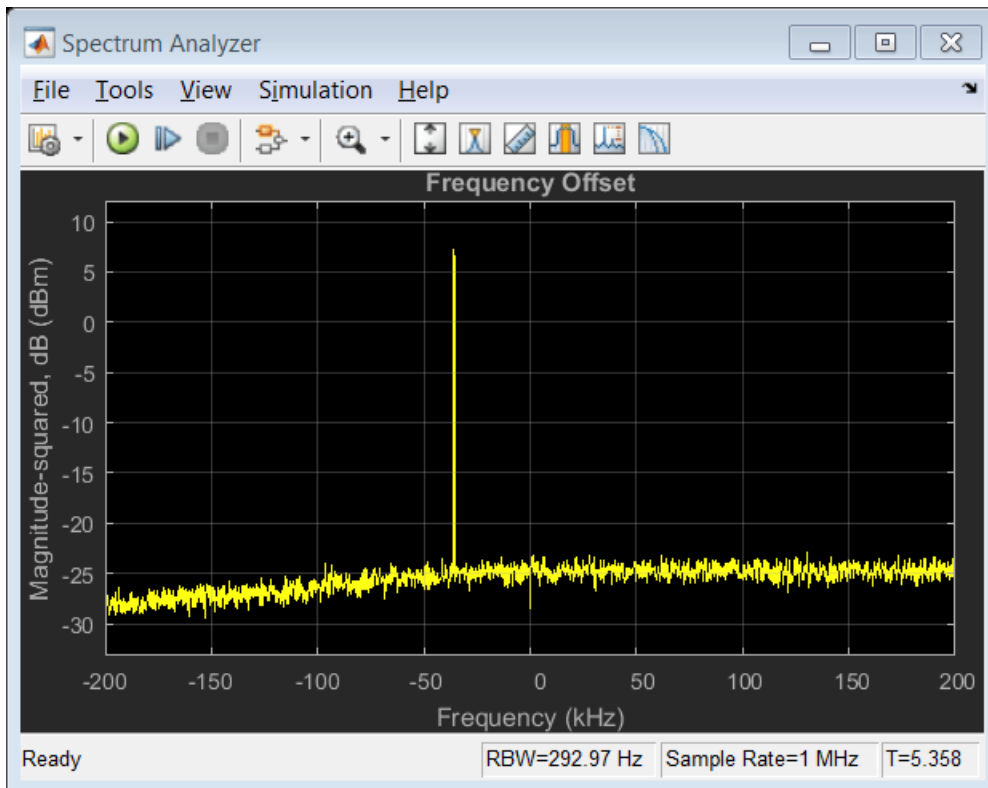 Spectrum Analyzer
File Tools View Simulation Help
Frequency Offset
Magnitude-squared, dB (dBm)
10
5
0
-5
-10
-15
-20
-25
-30
-200 -150 -100 -50 0 50 100 150 200
Frequency (kHz)
Ready RBW=292.97 Hz Sample Rate=1 MHz T=5.358